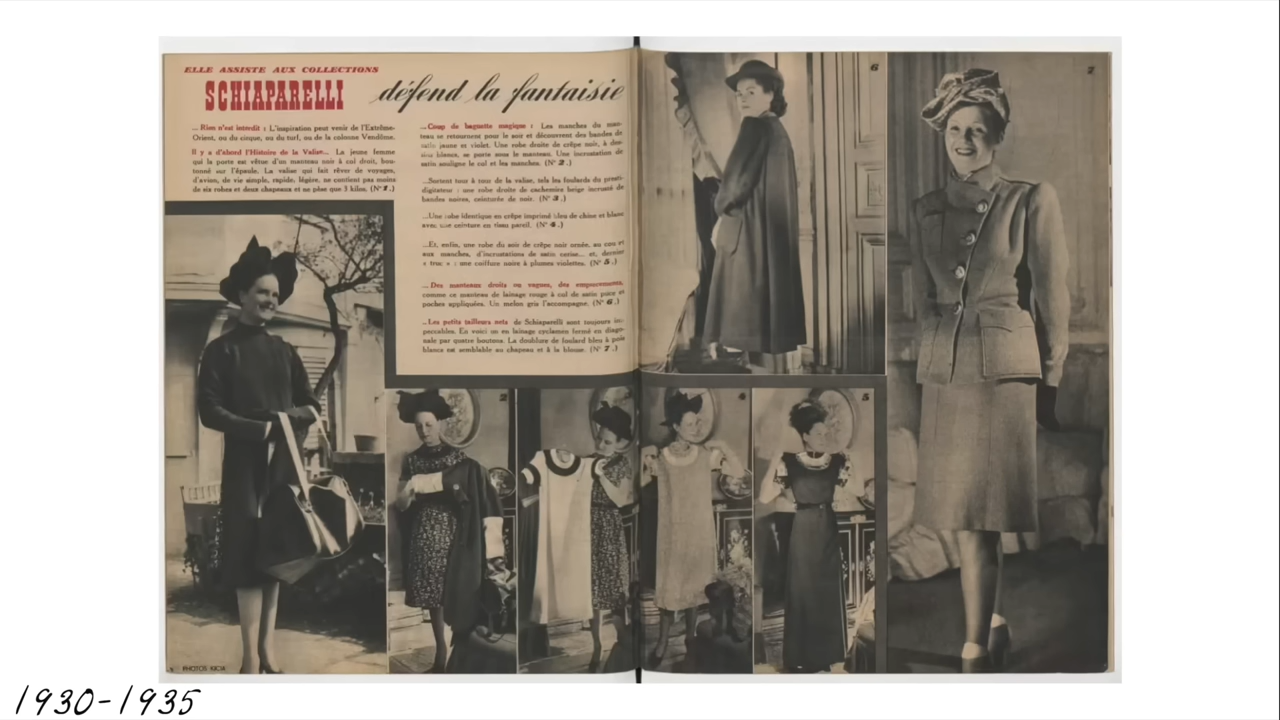 ELLE ASSISTE AUX COLLECTIONS
SCHIAPARELLI défend la fantaisie
... Rien n'est interdit : L'inspiration peut venir de l'Extrême-
Orient, ou du cirque, ou du turf, ou de la colonne Vendôme.
Il y a d'abord l'Histoire de la Valise... La jeune femme
qui la porte est vêtue d'un manteau noir à col droit, bou-
tonné sur l'épaule. La valise qui fait rêver de voyages,
d'avion, de vie simple, rapide, légère, ne contient pas moins
de six robes et deux chapeaux et ne pèse que 3 kilos. (N° 1.)
...Coup de baguette magique : Les manches du man-
teau se retournent pour le soir et découvrent des bandes de
satin jaune et violet. Une robe droite de crêpe noir, à des-
sins blancs, se porte sous le manteau. Une incrustation de
satin souligne le col et les manches. (N° 2.)
...Sortent tour à tour de la valise, tels les foulards du presti-
digitateur : une robe droite de cachemire beige incrusté de
bandes noires, ceinturée de noir. (N° 3.)
...Une robe identique en crêpe imprimé bleu de chine et blanc
avec une ceinture en tissu pareil. (N° 4.)
...Et, enfin, une robe du soir de crêpe noir ornée, au cou et
aux manches, d'incrustations de satin cerise... et, dernier
« truc » : une coiffure noire à plumes violettes. (N° 5.)
...Des manteaux droits ou vagues, des empiècements,
comme ce manteau de lainage rouge à col de satin puce et
poches appliquées. Un melon gris l'accompagne. (N° 6.)
...Les petits tailleurs nets de Schiaparelli sont toujours im-
peccables. En voici un en lainage cyclamen fermé en diago-
nale par quatre boutons. La doublure de foulard bleu à pois
blancs est semblable au chapeau et à la blouse. (N° 7.)
6
7
2
4
5
PHOTOS KICIA
1930-1935